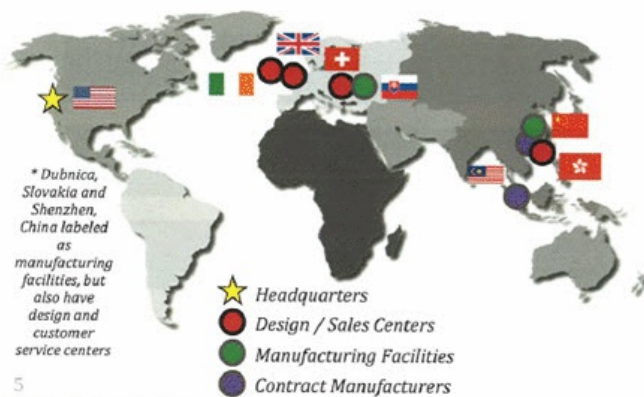 * Dubnica,
Slovakia and
Shenzhen,
China labeled
as
manufacturing
facilities, but
also have
design and
customer
service centers
Headquarters
Design / Sales Centers
Manufacturing Facilities
Contract Manufacturers
5